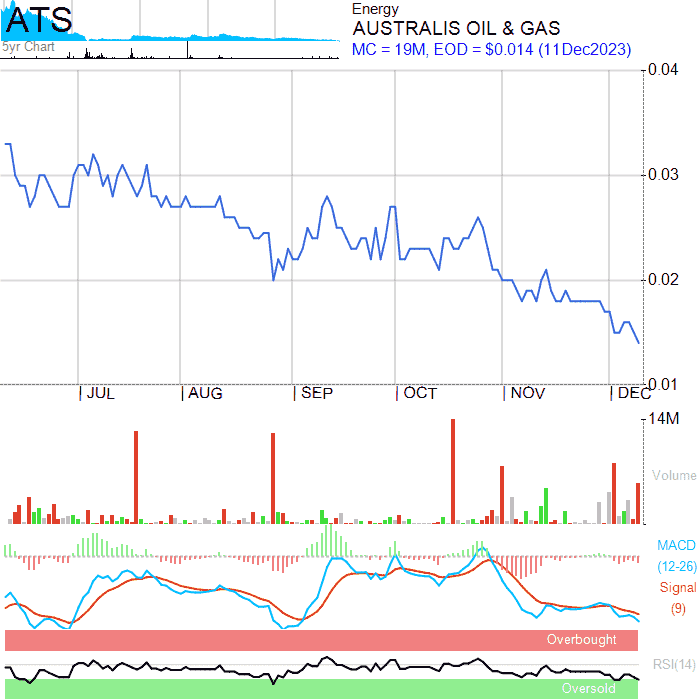 ATS
5yr Chart
Energy
AUSTRALIS OIL & GAS
MC = 19M, EOD = $0.014 (11Dec2023)
0.04
0.03
0.02
0.01
JUL AUG SEP OCT NOV DEC
14M
Volume
MACD
(12-26)
Signal
(9)
Overbought
RSI(14)
Oversold